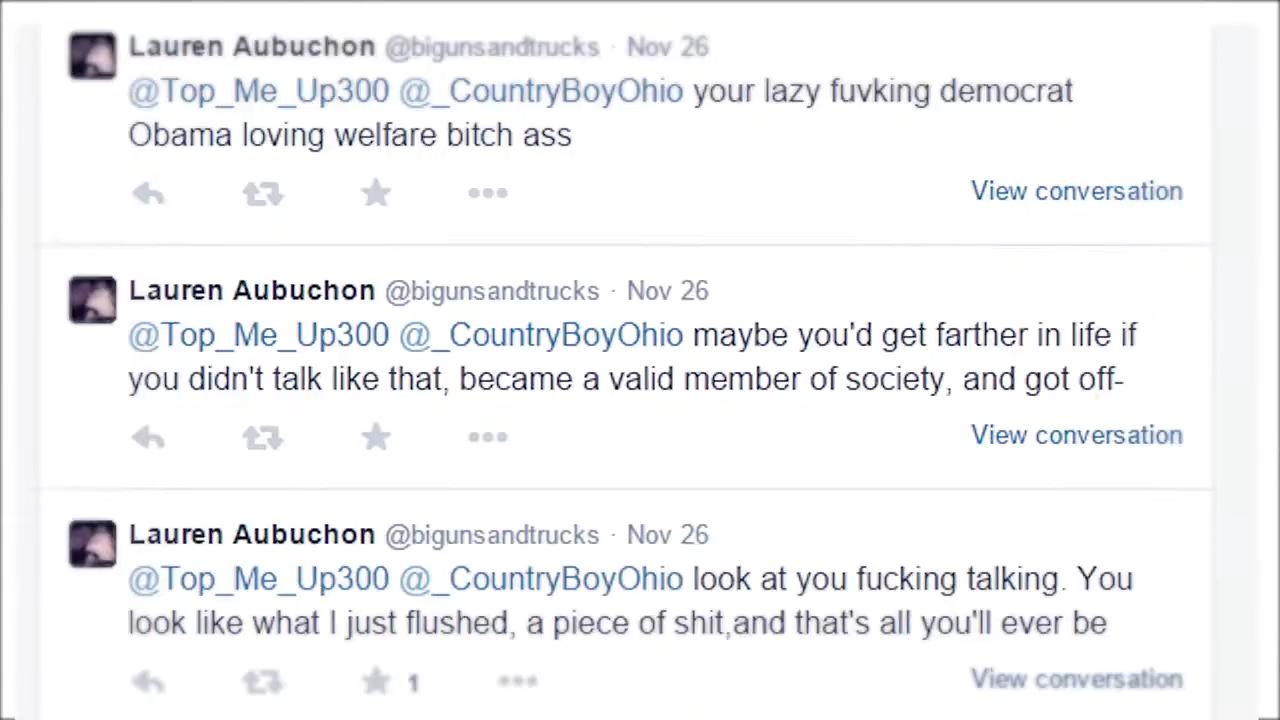 Lauren Aubuchon @bigunsandtrucks · Nov 26
@Top_Me_Up300 @_CountryBoyOhio your lazy fuvking democrat
Obama loving welfare bitch ass
View conversation
Lauren Aubuchon @bigunsandtrucks · Nov 26
@Top_Me_Up300 @_CountryBoyOhio maybe you'd get farther in life if
you didn't talk like that, became a valid member of society, and got off-
View conversation
Lauren Aubuchon @bigunsandtrucks · Nov 26
@Top_Me_Up300 @_CountryBoyOhio look at you fucking talking. You
look like what I just flushed, a piece of shit,and that's all you'll ever be
1
View conversation